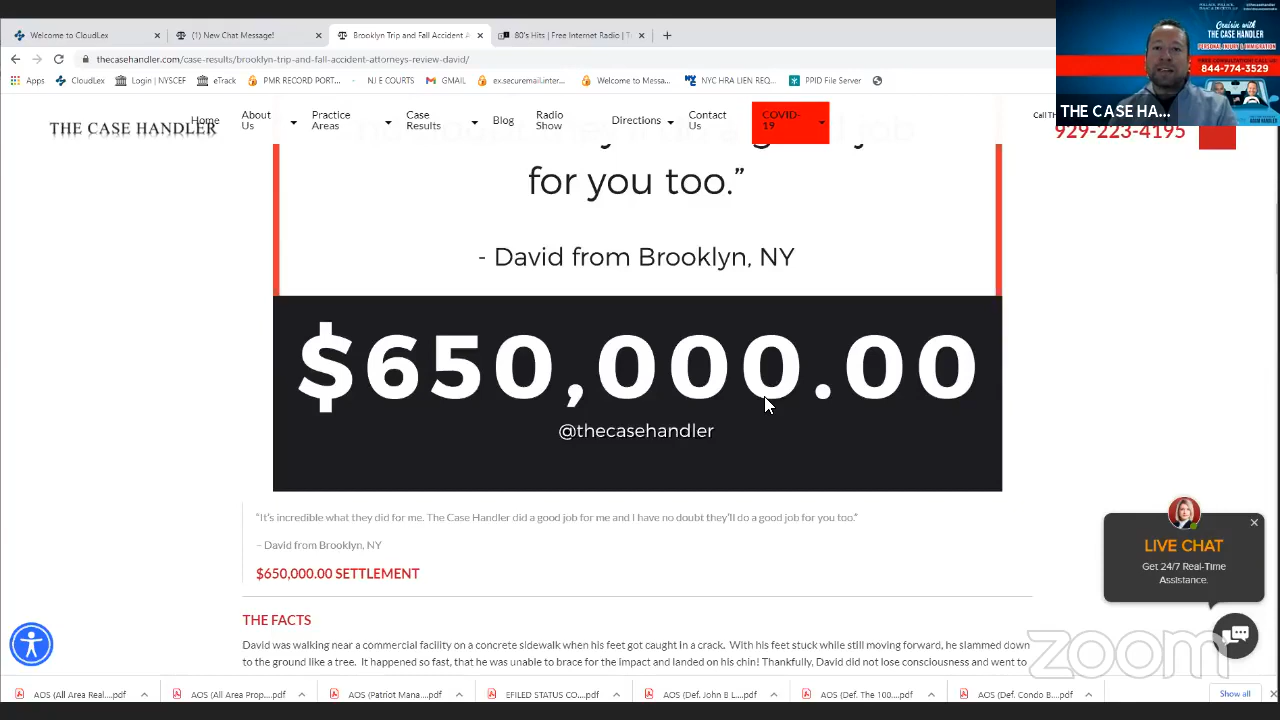 Welcome to CloudLex
(1) New Chat Message!
Brooklyn Trip and Fall Accident A
80's Hits | Free Internet Radio | T
thecasehandler.com/case-results/brooklyn-trip-and-fall-accident-attorneys-review-david/
Apps
CloudLex
Login | NYSCEF
eTrack
PMR RECORD PORT...
NJ E COURTS
GMAIL
ex.search
Welcome to Messa...
NYC HRA LIEN REQ...
PPID File Server
THE CASE HANDLER
Home
About Us
Practice Areas
Case Results
Blog
Radio Show
Directions
Contact Us
COVID-19
Call Th
929-223-4195
Cruisin with
THE CASE HANDLER
PERSONAL INJURY & IMMIGRATION
844-774-3529
THE CASE HA...
job
for you too.”
- David from Brooklyn, NY
$650,000.00
@thecasehandler
“It’s incredible what they did for me. The Case Handler did a good job for me and I have no doubt they’ll do a good job for you too.”
– David from Brooklyn, NY
$650,000.00 SETTLEMENT
THE FACTS
David was walking near a commercial facility on a concrete sidewalk when his feet got caught in a crack. With his feet stuck while still moving forward, he slammed down
to the ground like a tree. It happened so fast, that he was unable to brace for the impact and landed on his chin! Thankfully, David did not lose consciousness and went to
LIVE CHAT
Get 24/7 Real-Time
Assistance.
zoom
AOS (All Area Real....pdf
AOS (All Area Prop....pdf
AOS (Patriot Mana....pdf
EFILED STATUS CO....pdf
AOS (Def. John B L....pdf
AOS (Def. The 100....pdf
AOS (Def. Condo B....pdf
Show all